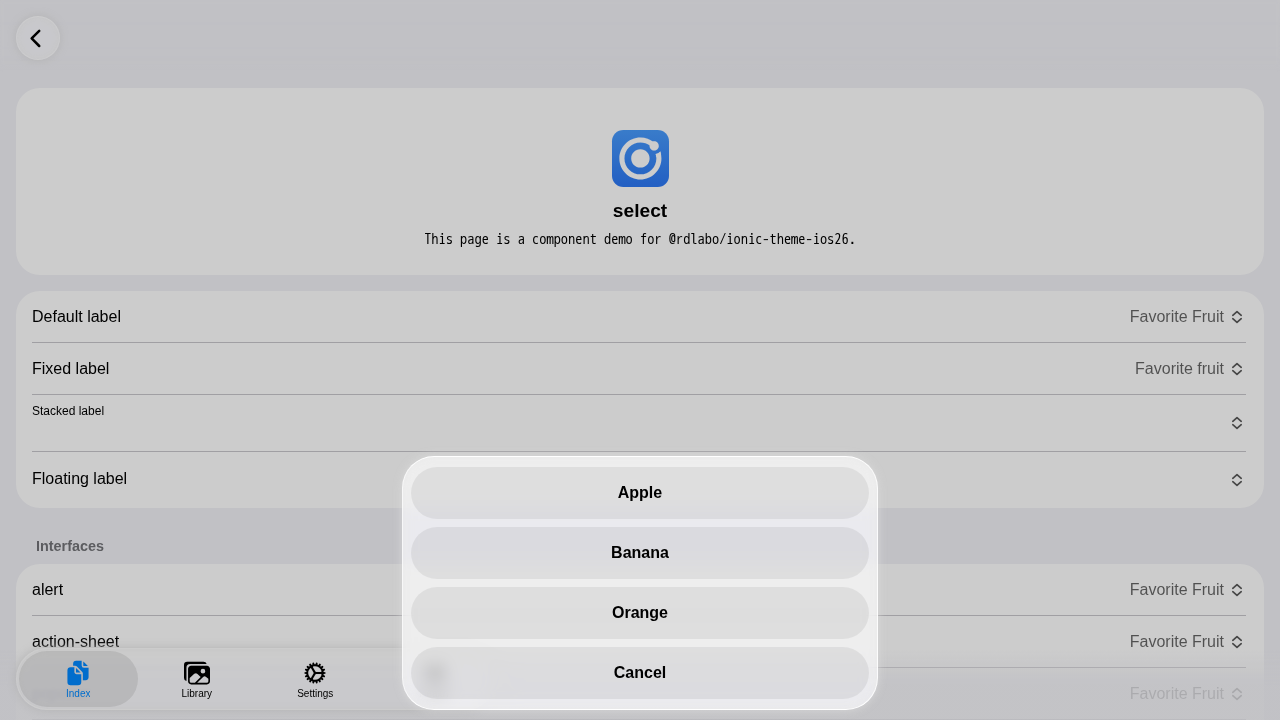 select
This page is a component demo for @rdlabo/ionic-theme-ios26.
Default label Favorite Fruit
Fixed label Favorite fruit
Stacked label
Floating label
Interfaces
alert Favorite Fruit
action-sheet Favorite Fruit
Favorite Fruit
Apple
Banana
Orange
Cancel
Index
Library
Settings